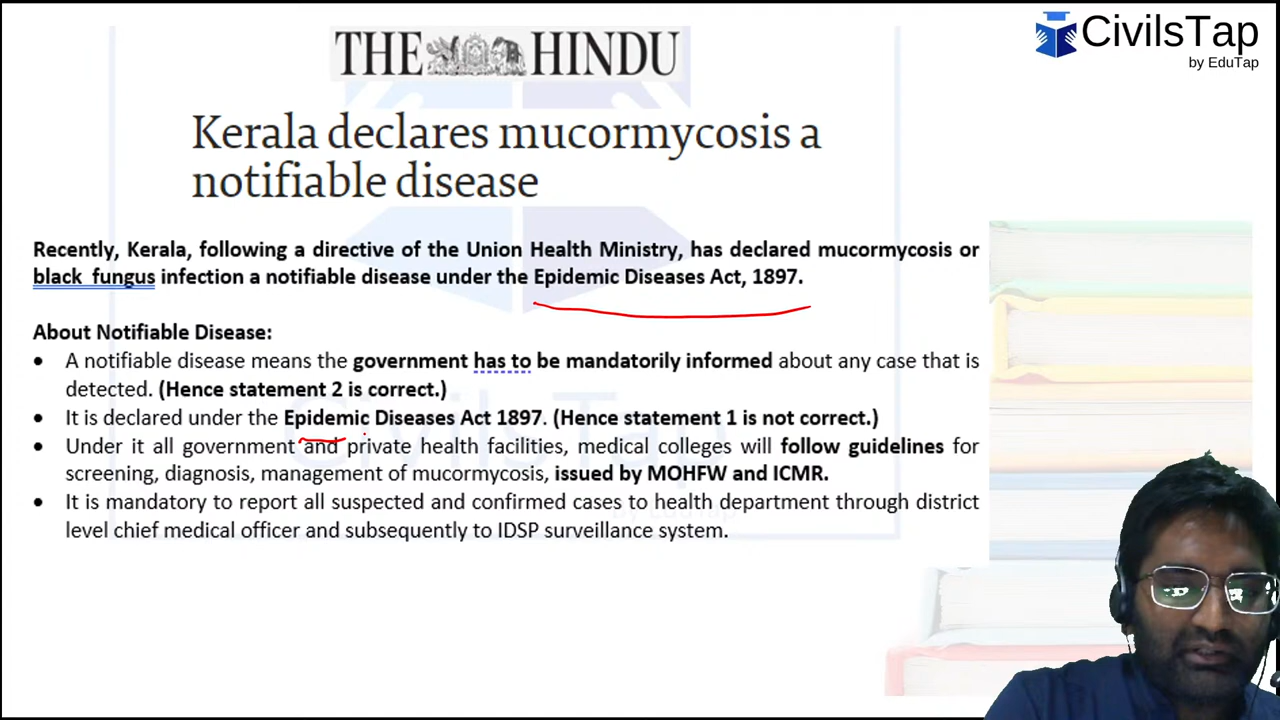 THE HINDU
CivilsTap
by EduTap
Kerala declares mucormycosis a
notifiable disease
Recently, Kerala, following a directive of the Union Health Ministry, has declared mucormycosis or
black fungus infection a notifiable disease under the Epidemic Diseases Act, 1897.
About Notifiable Disease:
• A notifiable disease means the government has to be mandatorily informed about any case that is
detected. (Hence statement 2 is correct.)
• It is declared under the Epidemic Diseases Act 1897. (Hence statement 1 is not correct.)
• Under it all government and private health facilities, medical colleges will follow guidelines for
screening, diagnosis, management of mucormycosis, issued by MOHFW and ICMR.
• It is mandatory to report all suspected and confirmed cases to health department through district
level chief medical officer and subsequently to IDSP surveillance system.